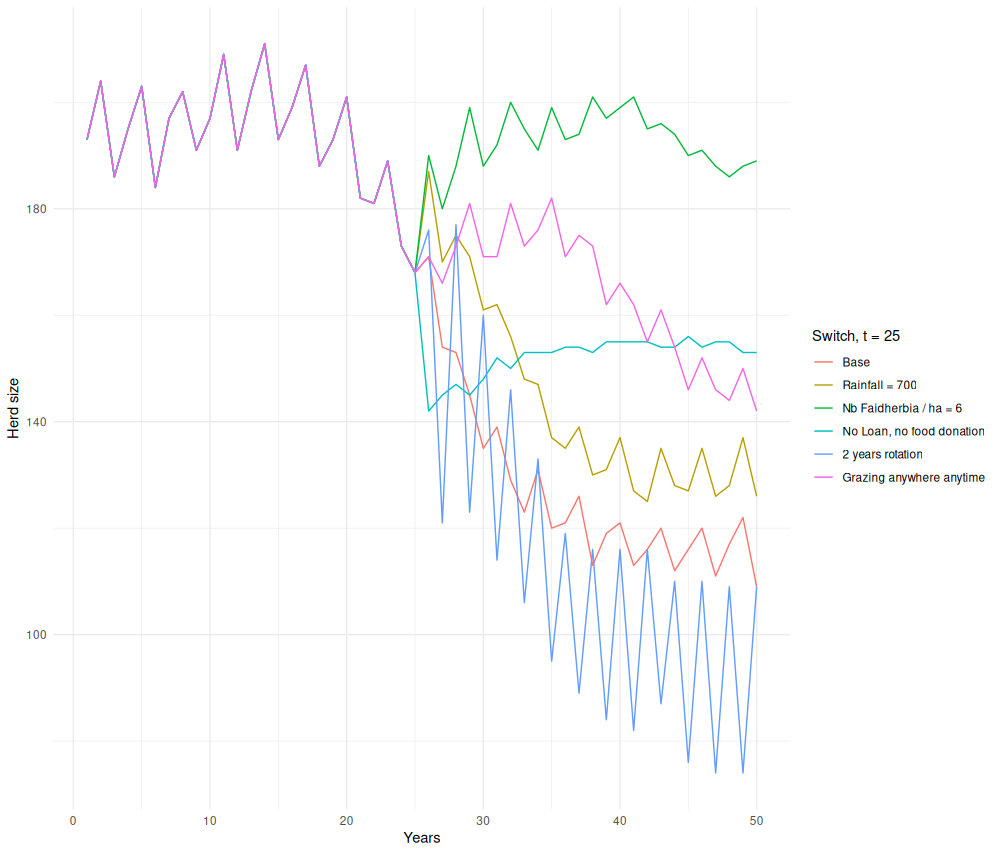 180
140
100
0
10
20
30
40
50
Years
Herd size
Switch, t = 25
Base
Rainfall = 700
Nb Faidherbia / ha = 6
No Loan, no food donation
2 years rotation
Grazing anywhere anytime